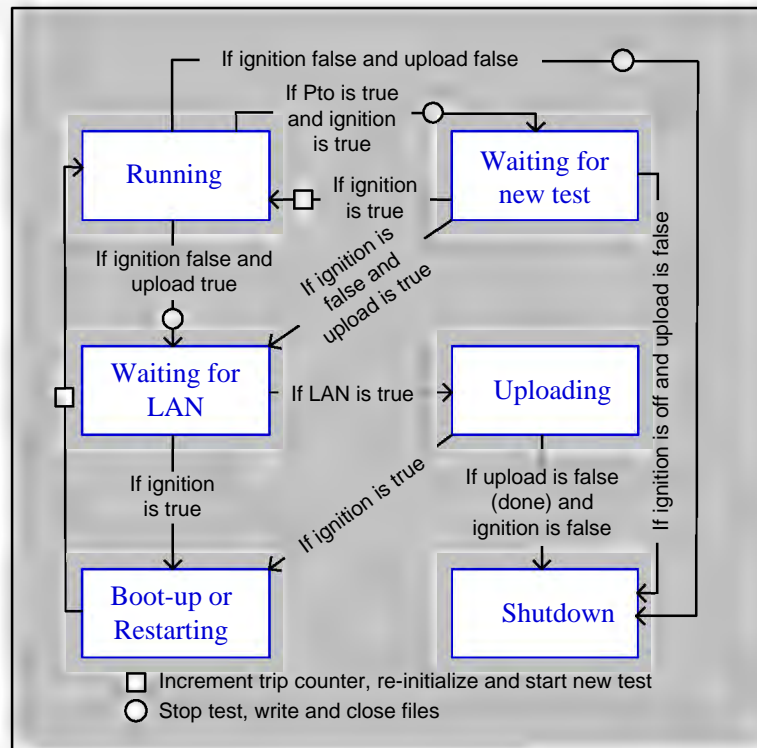 If ignition false and upload false
If Pto is true
and ignition
is true
Running
Waiting for
new test
If ignition
is true
If ignition false and
upload true
If ignition is
false and
upload is true
If ignition is off and upload is false
Waiting for
LAN
If LAN is true
Uploading
If ignition
is true
If ignition is true
If upload is false
(done) and
ignition is false
Boot-up or
Restarting
Shutdown
Increment trip counter, re-initialize and start new test
Stop test, write and close files